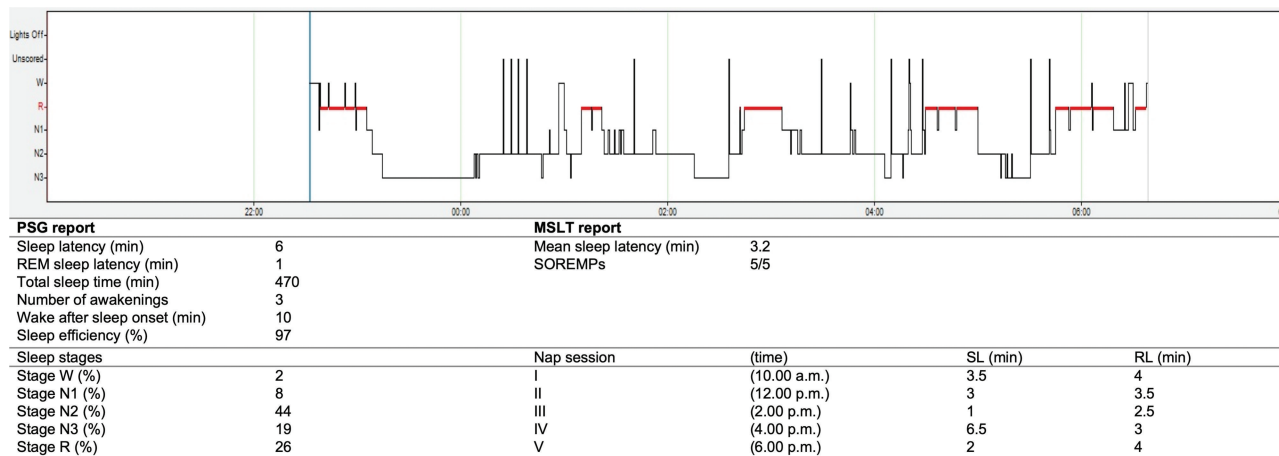 Lights Off-
Unscored-
W-
R-
N1-
N2-
N3-
22:00 00:00 02:00 04:00 06:00
PSG report MSLT report
Sleep latency (min) 6 Mean sleep latency (min) 3.2
REM sleep latency (min) 1 SOREMPs 5/5
Total sleep time (min) 470
Number of awakenings 3
Wake after sleep onset (min) 10
Sleep efficiency (%) 97
Sleep stages Nap session (time) SL (min) RL (min)
Stage W (%) 2 I (10.00 a.m.) 3.5 4
Stage N1 (%) 8 II (12.00 p.m.) 3 3.5
Stage N2 (%) 44 III (2.00 p.m.) 1 2.5
Stage N3 (%) 19 IV (4.00 p.m.) 6.5 3
Stage R (%) 26 V (6.00 p.m.) 2 4